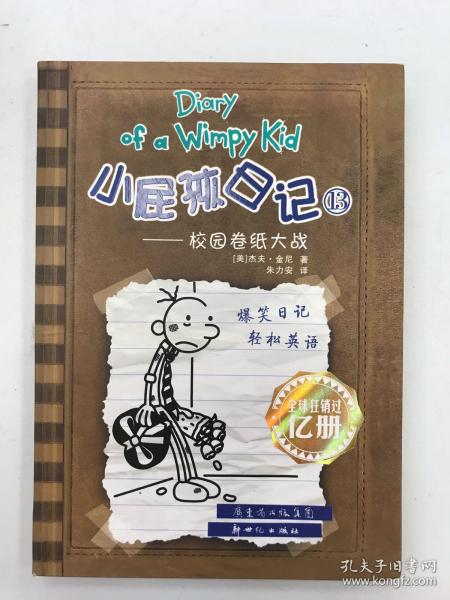 Diary
of a Wimpy Kid
小屁孩日记⑬
——校园卷纸大战
[美]杰夫·金尼 著
朱力安 译
爆笑日记
轻松英语
全球狂销过
亿册
广东省出版集团
新世纪出版社
孔夫子旧书网
www.kongfz.com